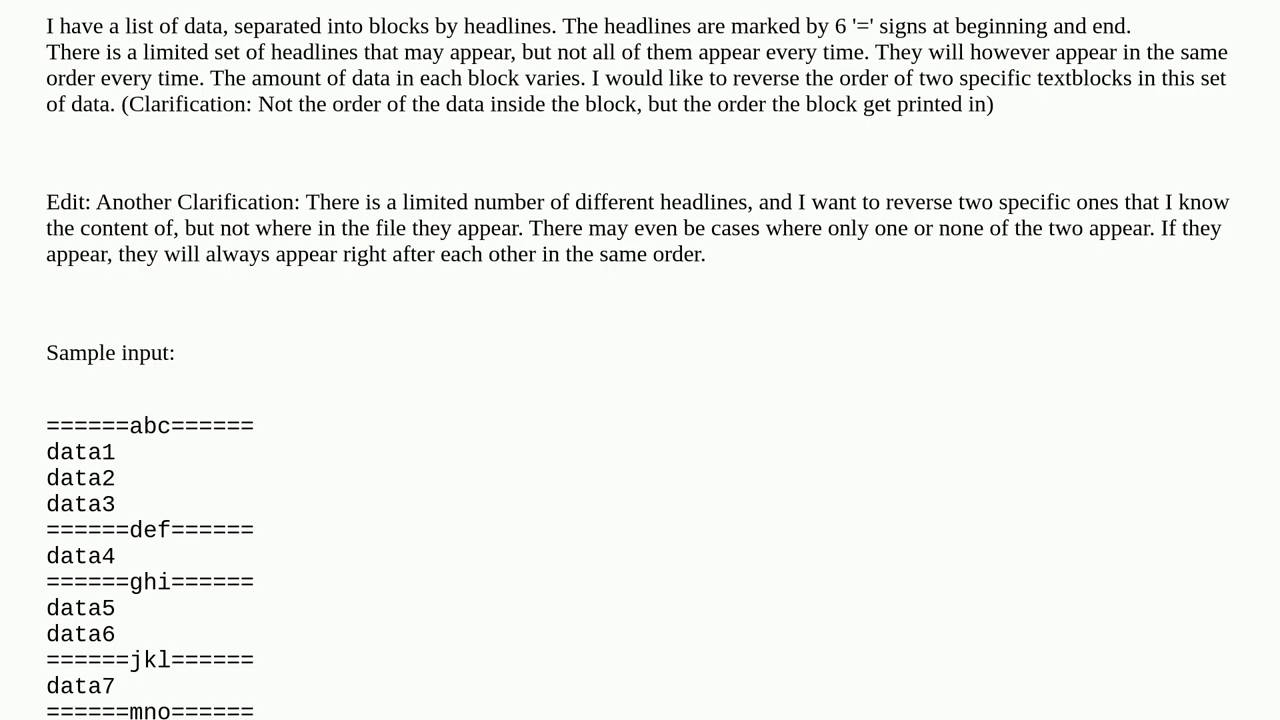 I have a list of data, separated into blocks by headlines. The headlines are marked by 6 '=' signs at beginning and end.
There is a limited set of headlines that may appear, but not all of them appear every time. They will however appear in the same
order every time. The amount of data in each block varies. I would like to reverse the order of two specific textblocks in this set
of data. (Clarification: Not the order of the data inside the block, but the order the block get printed in)
Edit: Another Clarification: There is a limited number of different headlines, and I want to reverse two specific ones that I know
the content of, but not where in the file they appear. There may even be cases where only one or none of the two appear. If they
appear, they will always appear right after each other in the same order.
Sample input:
======abc======
data1
data2
data3
======def======
data4
======ghi======
data5
data6
======jkl======
data7
======mno======